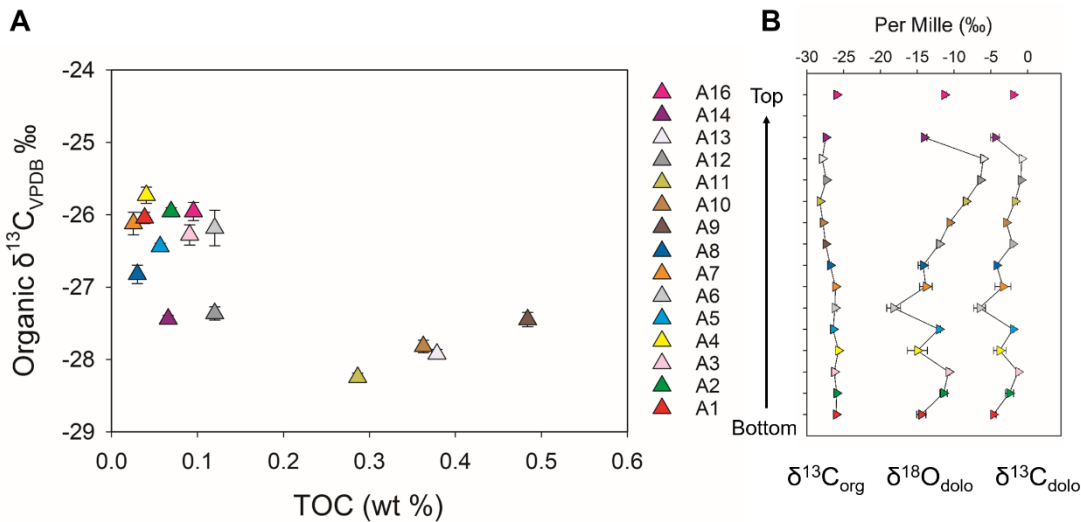 A
Organic δ13CVPDB ‰
-24
-25
-26
-27
-28
-29
0.0 0.1 0.2 0.3 0.4 0.5 0.6
TOC (wt %)
A16
A14
A13
A12
A11
A10
A9
A8
A7
A6
A5
A4
A3
A2
A1
B
Per Mille (‰)
-30 -25 -20 -15 -10 -5 0
Top
Bottom
δ13Corg δ18Odolo δ13Cdolo